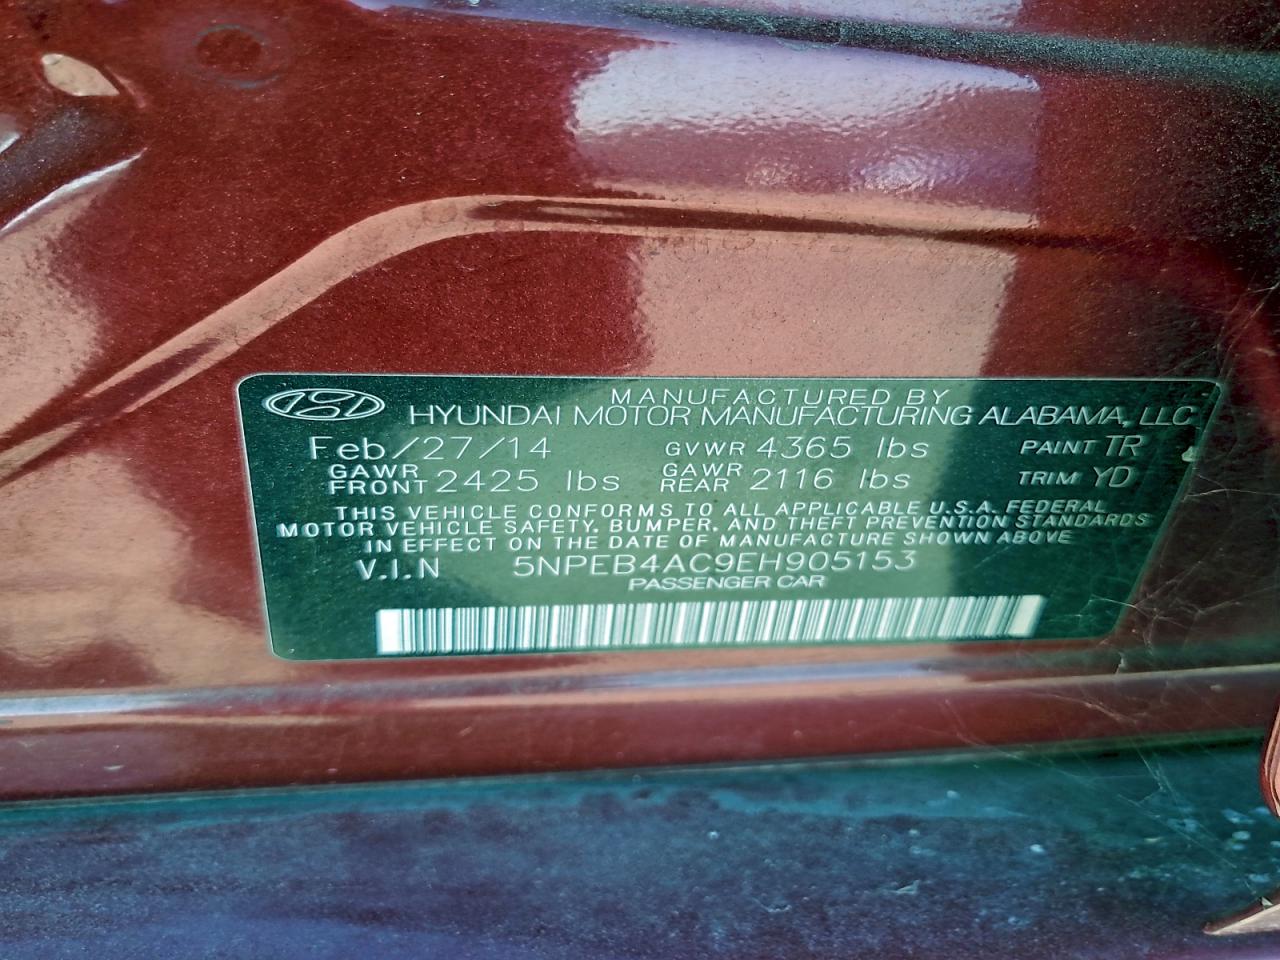 MANUFACTURED BY
HYUNDAI MOTOR MANUFACTURING ALABAMA, LLC
Feb/27/14 GVWR 4365 lbs PAINT TR
GAWR FRONT 2425 lbs GAWR REAR 2116 lbs TRIM YD
THIS VEHICLE CONFORMS TO ALL APPLICABLE U.S.A. FEDERAL
MOTOR VEHICLE SAFETY, BUMPER, AND THEFT PREVENTION STANDARDS
IN EFFECT ON THE DATE OF MANUFACTURE SHOWN ABOVE
V.I.N 5NPEB4AC9EH905153
PASSENGER CAR